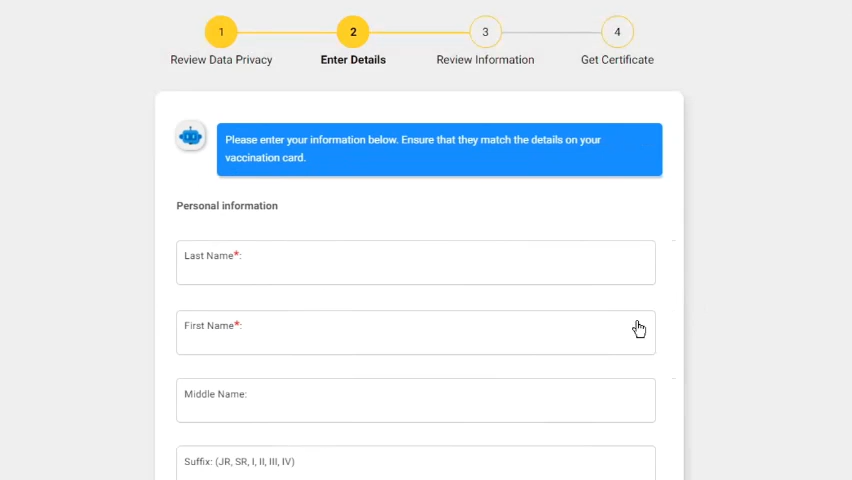 1 2 3 4
Review Data Privacy Enter Details Review Information Get Certificate
Please enter your information below. Ensure that they match the details on your
vaccination card.
Personal information
Last Name*:
First Name*:
Middle Name:
Suffix: (JR, SR, I, II, III, IV)